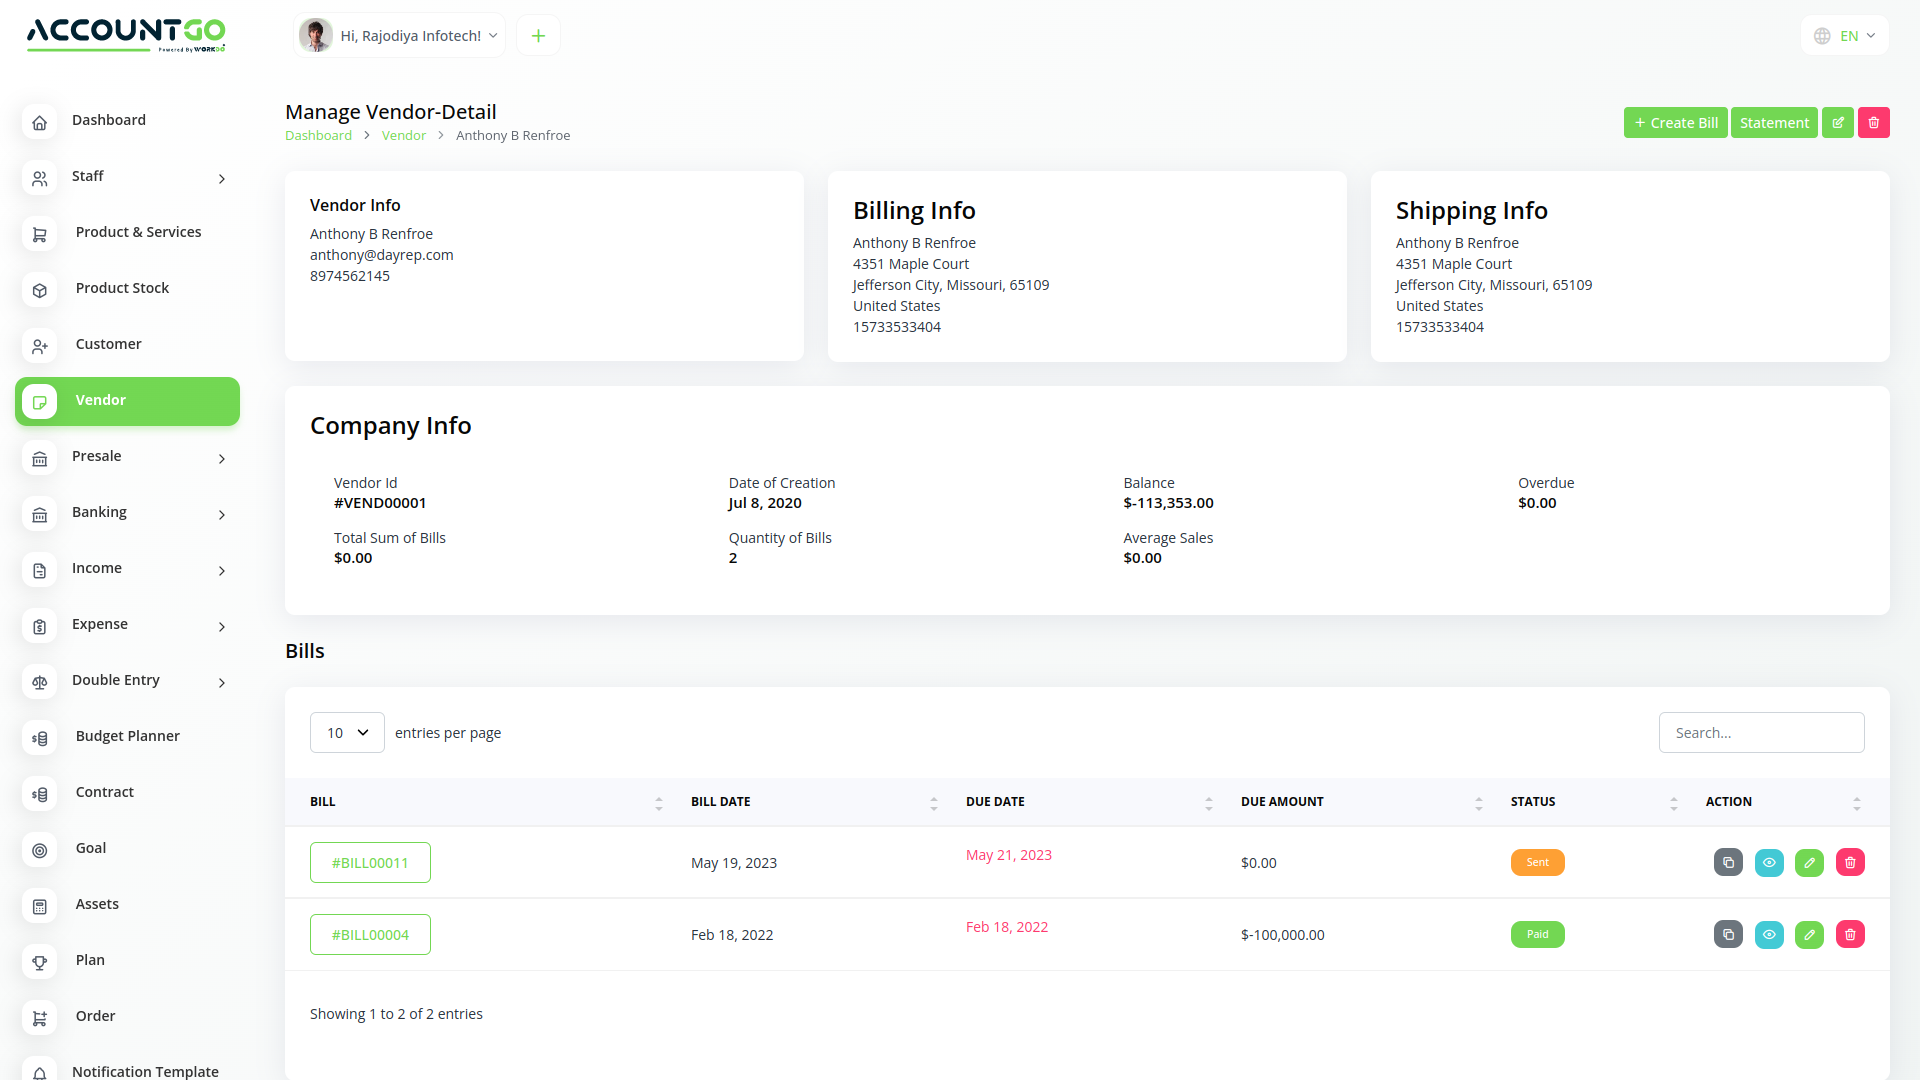 ACCOUNTGO
Powered By WORKDO
Hi, Rajodiya Infotech!
EN
Dashboard
Staff
Product & Services
Product Stock
Customer
Vendor
Presale
Banking
Income
Expense
Double Entry
Budget Planner
Contract
Goal
Assets
Plan
Order
Notification Template
Manage Vendor-Detail
Dashboard > Vendor > Anthony B Renfroe
+ Create Bill
Statement
Vendor Info
Anthony B Renfroe
anthony@dayrep.com
8974562145
Billing Info
Anthony B Renfroe
4351 Maple Court
Jefferson City, Missouri, 65109
United States
15733533404
Shipping Info
Anthony B Renfroe
4351 Maple Court
Jefferson City, Missouri, 65109
United States
15733533404
Company Info
Vendor Id
#VEND00001
Date of Creation
Jul 8, 2020
Balance
$-113,353.00
Overdue
$0.00
Total Sum of Bills
$0.00
Quantity of Bills
2
Average Sales
$0.00
Bills
10 entries per page
Search...
BILL BILL DATE DUE DATE DUE AMOUNT STATUS ACTION
#BILL00011 May 19, 2023 May 21, 2023 $0.00 Sent
#BILL00004 Feb 18, 2022 Feb 18, 2022 $-100,000.00 Paid
Showing 1 to 2 of 2 entries